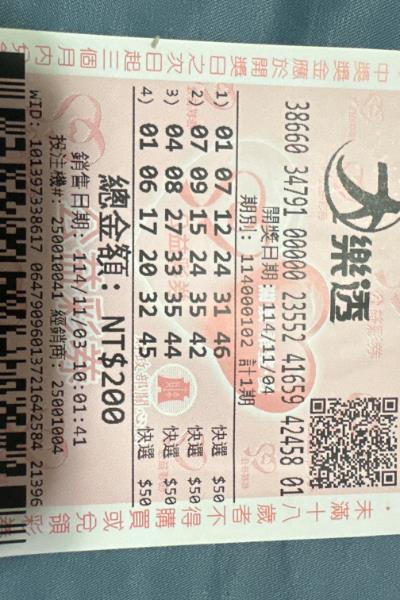 中獎獎金應於開獎日之次日起三個月內
大樂透
38660 34791 00000 23552 41659 42458 01
開獎日期:114/11/04
期別: 114000102 計1期
1) 01 07 12 24 31 46 快選 $50
2) 07 09 15 24 35 42 快選 $50
3) 04 08 27 33 35 44 快選 $50
4) 01 06 17 20 32 45 快選 $50
總金額: NT$200
銷售日期:114/11/03 10:01:41
投注機#: 250010041 經銷商: 25001004
WID: 101397338617 0647009601372164258 4 21396
·未滿十八歲者不得購買或兌領彩